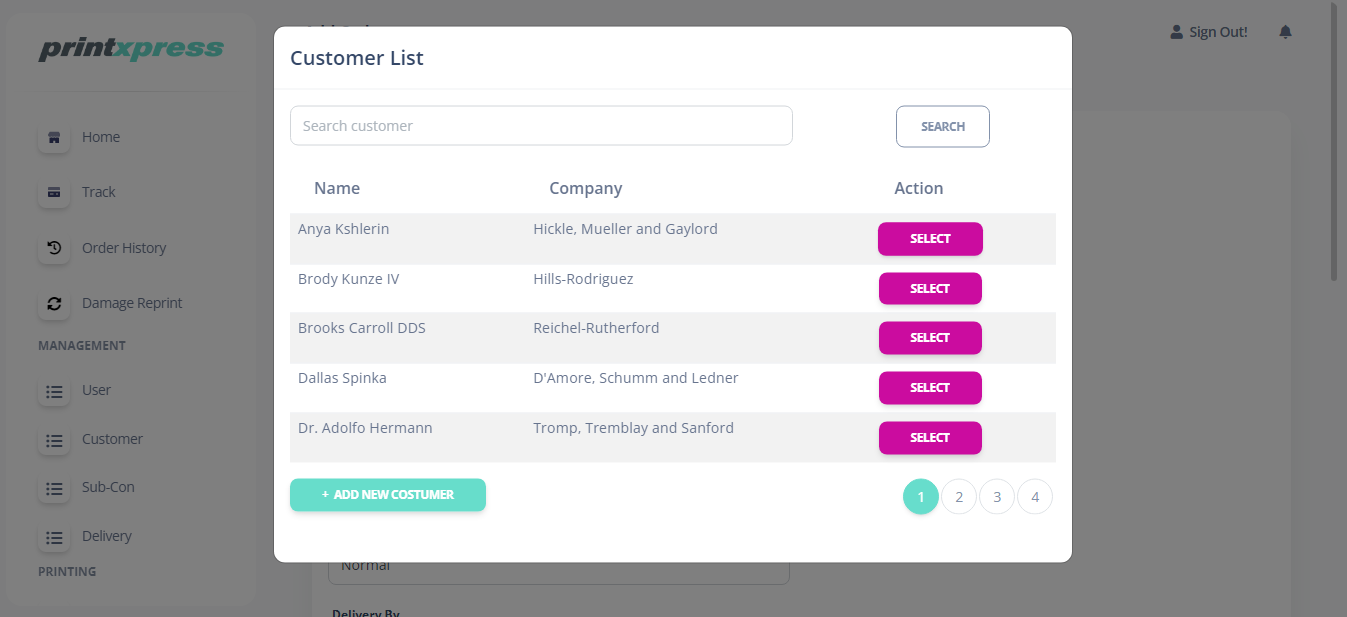 printxpress
Home
Track
Order History
Damage Reprint
MANAGEMENT
User
Customer
Sub-Con
Delivery
PRINTING
Sign Out!
Customer List
Search customer
SEARCH
Name Company Action
Anya Kshlerin Hickle, Mueller and Gaylord SELECT
Brody Kunze IV Hills-Rodriguez SELECT
Brooks Carroll DDS Reichel-Rutherford SELECT
Dallas Spinka D'Amore, Schumm and Ledner SELECT
Dr. Adolfo Hermann Tromp, Tremblay and Sanford SELECT
+ ADD NEW COSTUMER
1 2 3 4
Normal
Delivery By